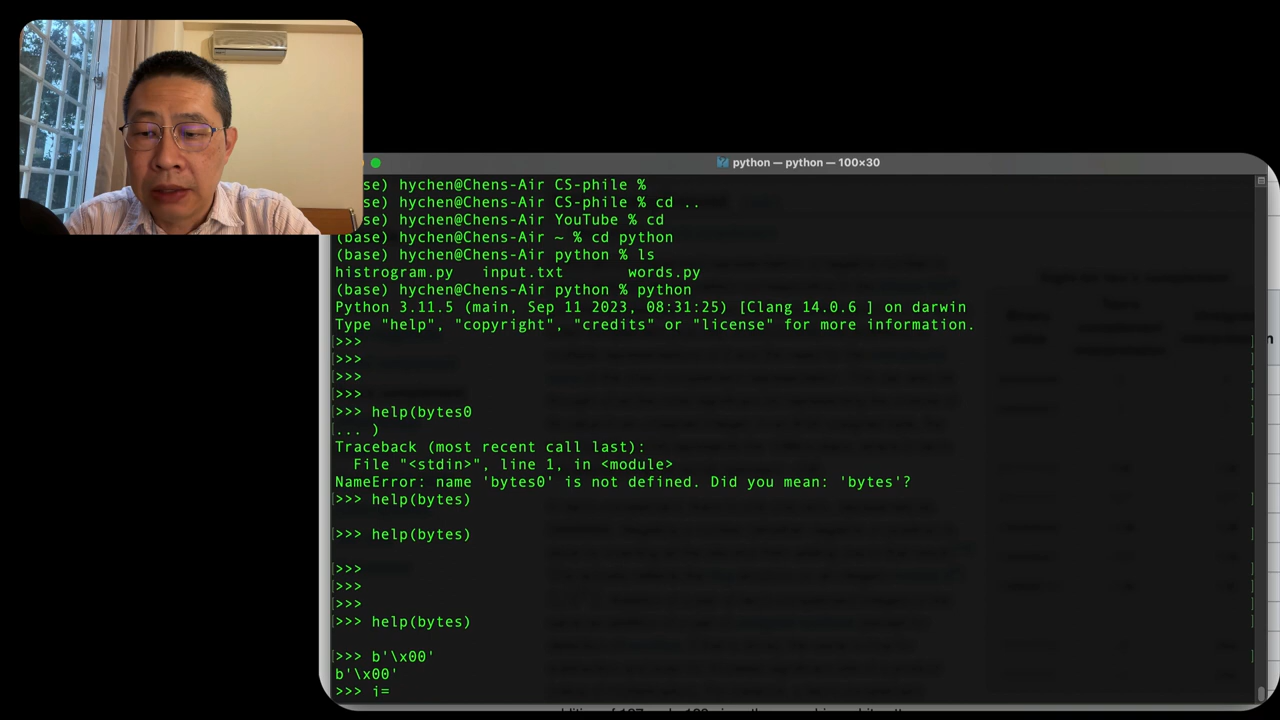 python — python — 100×30
ase) hychen@Chens-Air CS-phile %
ase) hychen@Chens-Air CS-phile % cd ..
ase) hychen@Chens-Air YouTube % cd
(base) hychen@Chens-Air ~ % cd python
(base) hychen@Chens-Air python % ls
histrogram.py input.txt words.py
(base) hychen@Chens-Air python % python
Python 3.11.5 (main, Sep 11 2023, 08:31:25) [Clang 14.0.6 ] on darwin
Type "help", "copyright", "credits" or "license" for more information.
>>>
>>>
>>>
>>>
>>> help(bytes0
... )
Traceback (most recent call last):
File "<stdin>", line 1, in <module>
NameError: name 'bytes0' is not defined. Did you mean: 'bytes'?
>>> help(bytes)
>>> help(bytes)
>>>
>>>
>>>
>>> help(bytes)
>>> b'\x00'
b'\x00'
>>> i=